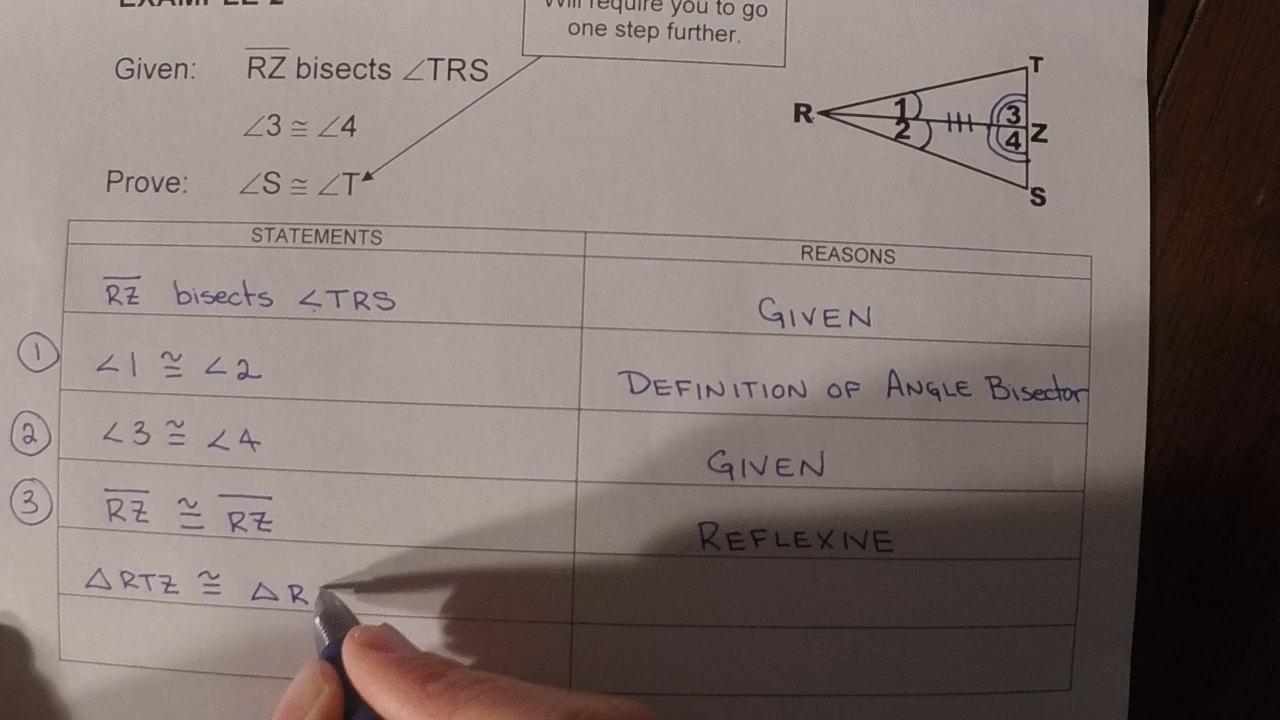 EXAMPLE 2
Will require you to go
one step further.
Given: RZ bisects ∠TRS
∠3 ≅ ∠4
Prove: ∠S ≅ ∠T
T
R 1 3
2 4 Z
S
STATEMENTS REASONS
RZ bisects ∠TRS GIVEN
① ∠1 ≅ ∠2 DEFINITION OF ANGLE Bisector
② ∠3 ≅ ∠4 GIVEN
③ RZ ≅ RZ REFLEXIVE
△RTZ ≅ △R